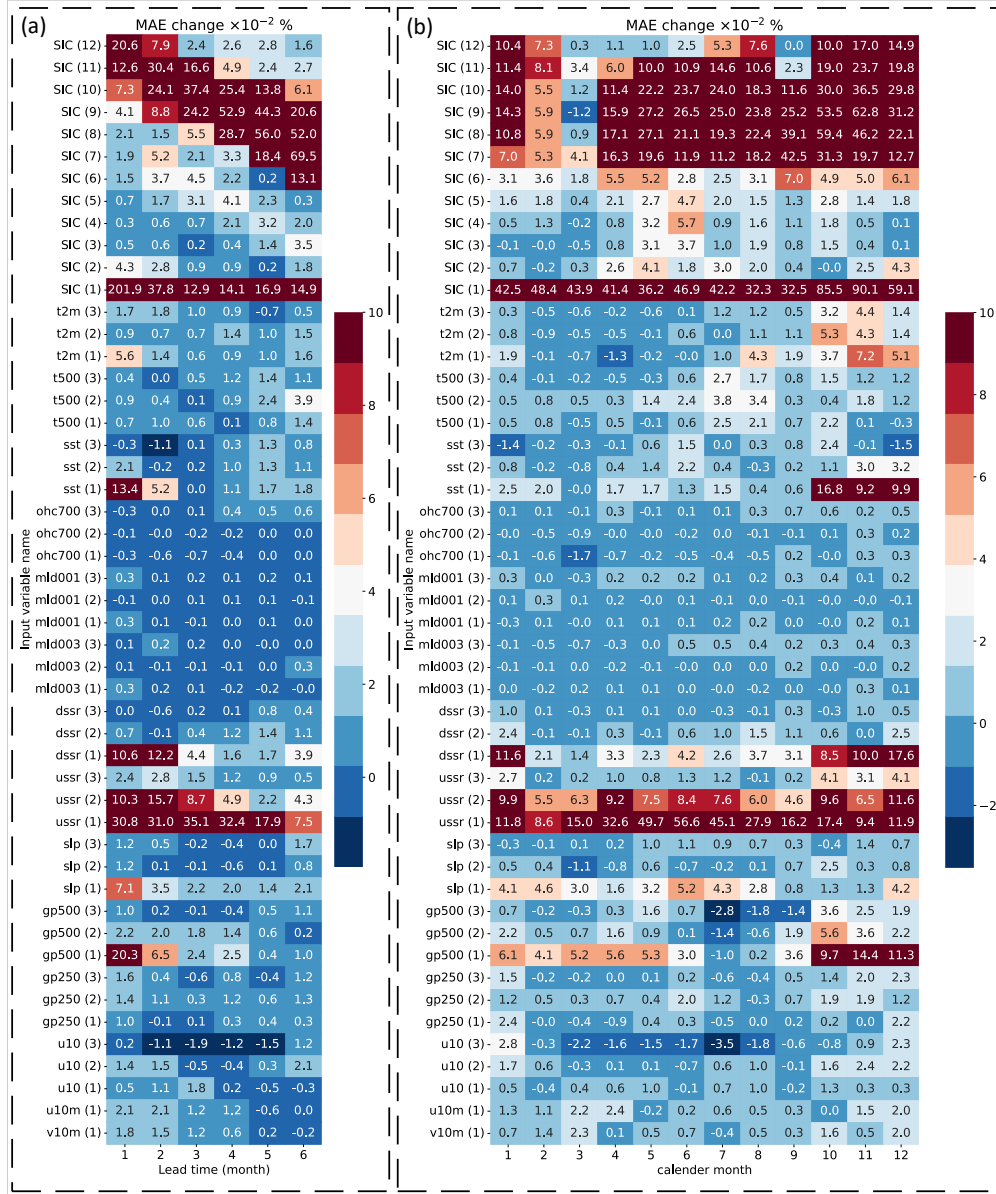 (a)
MAE change ×10⁻² %
SIC (12) 20.6 7.9 2.4 2.6 2.8 1.6
SIC (11) 12.6 30.4 16.6 4.9 2.4 2.7
SIC (10) 7.3 24.1 37.4 25.4 13.8 6.1
SIC (9) 4.1 8.8 24.2 52.9 44.3 20.6
SIC (8) 2.1 1.5 5.5 28.7 56.0 52.0
SIC (7) 1.9 5.2 2.1 3.3 18.4 69.5
SIC (6) 1.5 3.7 4.5 2.2 0.2 13.1
SIC (5) 0.7 1.7 3.1 4.1 2.3 0.3
SIC (4) 0.3 0.6 0.7 2.1 3.2 2.0
SIC (3) 0.5 0.6 0.2 0.4 1.4 3.5
SIC (2) 4.3 2.8 0.9 0.9 0.2 1.8
SIC (1) 201.9 37.8 12.9 14.1 16.9 14.9
t2m (3) 1.7 1.8 1.0 0.9 -0.7 0.5
t2m (2) 0.9 0.7 0.7 1.4 1.0 1.5
t2m (1) 5.6 1.4 0.6 0.9 1.0 1.6
t500 (3) 0.4 0.0 0.5 1.2 1.4 1.1
t500 (2) 0.9 0.4 0.1 0.9 2.4 3.9
t500 (1) 0.7 1.0 0.6 0.1 0.8 1.4
sst (3) -0.3 -1.1 0.1 0.3 1.3 0.8
sst (2) 2.1 -0.2 0.2 1.0 1.3 1.1
sst (1) 13.4 5.2 0.0 1.1 1.7 1.8
ohc700 (3) -0.3 0.0 0.1 0.4 0.5 0.6
ohc700 (2) -0.1 -0.0 -0.2 -0.2 0.0 0.0
ohc700 (1) -0.3 -0.6 -0.7 -0.4 0.0 0.0
mld001 (3) 0.3 0.1 0.2 0.1 0.2 0.1
mld001 (2) -0.1 0.0 0.1 0.1 0.1 -0.1
mld001 (1) 0.3 0.1 -0.1 0.0 -0.1 0.0
mld003 (3) 0.1 0.2 0.2 -0.0 -0.0 0.0
mld003 (2) 0.1 -0.1 -0.1 -0.1 0.0 0.3
mld003 (1) 0.3 0.2 0.1 -0.2 -0.2 -0.0
dssr (3) 0.0 -0.6 0.2 0.1 0.8 0.4
dssr (2) 0.7 -0.1 0.4 1.2 1.4 1.1
dssr (1) 10.6 12.2 4.4 1.6 1.7 3.9
ussr (3) 2.4 2.8 1.5 1.2 0.9 0.5
ussr (2) 10.3 15.7 8.7 4.9 2.2 4.3
ussr (1) 30.8 31.0 35.1 32.4 17.9 7.5
slp (3) 1.2 0.5 -0.2 -0.4 0.0 1.7
slp (2) 1.2 0.1 -0.1 -0.6 0.1 0.8
slp (1) 7.1 3.5 2.2 2.0 1.4 2.1
gp500 (3) 1.0 0.2 -0.1 -0.4 0.5 1.1
gp500 (2) 2.2 2.0 1.8 1.4 0.6 -0.2
gp500 (1) 20.3 6.5 2.4 2.5 0.4 1.0
gp250 (3) 1.6 0.4 -0.6 0.8 -0.4 1.2
gp250 (2) 1.4 1.1 0.3 1.2 0.6 1.3
gp250 (1) 1.0 -0.1 0.1 0.3 0.4 0.3
u10 (3) 0.2 -1.1 -1.9 -1.2 -1.5 1.2
u10 (2) 1.4 1.5 -0.5 -0.4 0.3 2.1
u10 (1) 0.5 1.1 1.8 0.2 -0.5 -0.3
u10m (1) 2.1 2.1 1.2 1.2 -0.6 0.0
v10m (1) 1.8 1.5 1.2 0.6 0.2 -0.2
1 2 3 4 5 6
Lead time (month)
Input variable name
10
8
6
4
2
0
(b)
MAE change ×10⁻² %
SIC (12) 10.4 7.3 0.3 1.1 1.0 2.5 5.3 7.6 0.0 10.0 17.0 14.9
SIC (11) 11.4 8.1 3.4 6.0 10.0 10.9 14.6 10.6 2.3 19.0 23.7 19.8
SIC (10) 14.0 5.5 1.2 11.4 22.2 23.7 24.0 18.3 11.6 30.0 36.5 29.8
SIC (9) 14.3 5.9 -1.2 15.9 27.2 26.5 25.0 23.8 25.2 53.5 62.8 31.2
SIC (8) 10.8 5.9 0.9 17.1 27.1 21.1 19.3 22.4 39.1 59.4 46.2 22.1
SIC (7) 7.0 5.3 4.1 16.3 19.6 11.9 11.2 18.2 42.5 31.3 19.7 12.7
SIC (6) 3.1 3.6 1.8 5.5 5.2 2.8 2.5 3.1 7.0 4.9 5.0 6.1
SIC (5) 1.6 1.8 0.4 2.1 2.7 4.7 2.0 1.5 1.3 2.8 1.4 1.8
SIC (4) 0.5 1.3 -0.2 0.8 3.2 5.7 0.9 1.6 1.1 1.8 0.5 0.1
SIC (3) -0.1 -0.0 -0.5 0.8 3.1 3.7 1.0 1.9 0.8 1.5 0.4 0.1
SIC (2) 0.7 -0.2 0.3 2.6 4.1 1.8 3.0 2.0 0.4 -0.0 2.5 4.3
SIC (1) 42.5 48.4 43.9 41.4 36.2 46.9 42.2 32.3 32.5 85.5 90.1 59.1
t2m (3) 0.3 -0.5 -0.6 -0.2 -0.6 0.1 1.2 1.2 0.5 3.2 4.4 1.4
t2m (2) 0.8 -0.9 -0.5 -0.1 -0.5 0.6 0.0 1.1 1.1 5.3 4.3 1.4
t2m (1) 1.9 -0.1 -0.7 -1.3 -0.2 -0.0 1.0 4.3 1.9 3.7 7.2 5.1
t500 (3) 0.4 -0.1 -0.2 -0.5 -0.3 0.6 2.7 1.7 0.8 1.5 1.2 1.2
t500 (2) 0.5 0.8 0.5 0.3 1.4 2.4 3.8 3.4 0.3 0.4 1.8 1.2
t500 (1) 0.5 0.8 -0.3 -0.4 0.2 0.6 2.5 2.1 0.7 2.2 0.1 -0.3
sst (3) -1.4 -0.2 -0.3 -0.1 0.6 1.5 0.0 0.3 0.8 2.4 -0.1 -1.5
sst (2) 0.8 -0.2 -0.8 0.4 1.4 2.2 0.4 -0.3 0.2 1.1 3.0 3.2
sst (1) 2.5 2.0 -0.0 1.7 1.7 1.3 1.5 0.4 0.6 16.8 9.2 9.9
ohc700 (3) 0.1 0.1 -0.1 0.3 -0.1 0.1 -0.0 0.3 0.7 0.6 0.2 0.5
ohc700 (2) -0.0 -0.5 -0.9 -0.0 -0.0 0.1 -0.1 -0.1 -0.1 0.1 0.2 -0.0
ohc700 (1) -0.1 -0.6 -1.7 -0.7 -0.2 -0.5 -0.4 -0.5 0.2 -0.0 0.3 0.3
mld001 (3) 0.3 0.0 -0.0 0.2 0.2 0.2 0.1 0.0 0.3 0.4 0.1 0.2
mld001 (2) 0.1 0.3 0.1 0.2 -0.0 0.1 -0.1 0.0 -0.1 -0.0 -0.0 -0.1
mld001 (1) 0.1 -0.1 -0.1 0.0 -0.1 0.1 0.1 0.2 -0.0 0.0 0.2 0.2
mld003 (3) -0.1 -0.5 -0.7 -0.3 -0.0 0.5 0.5 0.2 0.3 0.4 0.4 0.3
mld003 (2) -0.1 -0.1 0.0 -0.0 0.0 0.0 -0.0 -0.0 0.2 -0.0 -0.0 0.2
mld003 (1) 0.0 -0.2 0.2 0.1 0.1 0.0 -0.0 -0.0 -0.2 0.0 0.3 0.1
dssr (3) 1.0 0.1 -0.3 0.1 0.1 0.0 -0.3 -0.1 0.3 -0.3 1.0 0.5
dssr (2) 2.4 -0.1 0.2 -0.3 -0.1 0.6 1.0 1.5 1.1 0.6 0.0 2.5
dssr (1) 11.6 2.1 1.4 3.3 2.3 4.2 2.6 3.7 3.1 8.5 10.0 17.6
ussr (3) 2.7 0.2 0.2 1.0 0.8 1.3 1.2 -0.1 0.2 4.1 3.1 4.1
ussr (2) 9.9 5.5 6.3 9.2 7.5 8.4 7.6 6.0 4.6 9.6 6.5 11.6
ussr (1) 11.8 8.6 15.0 32.6 49.7 56.6 45.1 27.9 16.2 17.4 9.4 11.9
slp (3) -0.3 -0.1 0.1 0.2 1.0 1.1 0.9 0.7 0.3 -0.4 1.4 0.7
slp (2) 0.5 0.4 -1.1 -0.8 0.6 -0.7 -0.2 0.1 0.7 2.5 0.3 0.8
slp (1) 4.1 4.6 3.0 1.6 3.2 5.2 4.3 2.8 0.8 1.3 1.3 4.2
gp500 (3) 0.7 -0.2 -0.3 0.3 1.6 0.7 -2.8 -1.8 -1.4 3.6 2.5 1.9
gp500 (2) 2.2 0.5 0.7 1.6 0.9 0.1 -1.4 -0.6 1.9 5.6 3.6 2.2
gp500 (1) 6.1 4.1 5.2 5.6 5.3 3.0 -1.0 0.2 3.6 9.7 14.4 11.3
gp250 (3) 1.5 -0.2 -0.2 0.1 -0.2 0.2 -0.6 -0.4 0.5 1.4 2.0 2.3
gp250 (2) 1.2 0.5 0.3 0.7 0.4 2.0 1.2 -0.3 0.7 1.9 1.9 1.2
gp250 (1) 2.4 -0.0 -0.4 -0.9 0.4 0.3 -0.5 -0.0 0.0 0.2 0.0 2.2
u10 (3) 2.8 -0.3 -2.2 -1.6 -1.5 -1.7 -3.5 -1.8 -0.6 -0.8 0.9 2.3
u10 (2) 1.7 0.6 -0.3 0.1 0.1 -0.7 0.6 1.0 -0.1 1.6 2.4 2.2
u10 (1) 0.5 -0.4 0.4 0.6 1.0 -0.1 0.7 1.0 -0.2 1.3 0.3 0.3
u10m (1) 1.3 1.1 2.2 2.4 -0.2 0.2 0.6 0.5 0.3 0.0 1.5 2.0
v10m (1) 0.7 1.4 2.3 0.1 0.5 0.7 -0.4 0.5 0.3 1.6 0.5 2.0
1 2 3 4 5 6 7 8 9 10 11 12
calender month
10
8
6
4
2
0
−2